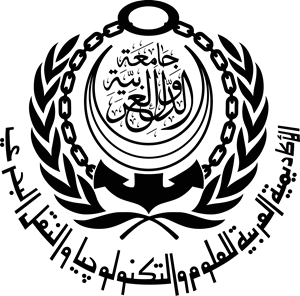 جامعة
الدول العربية
الأكاديمية العربية للعلوم والتكنولوجيا والنقل البحري